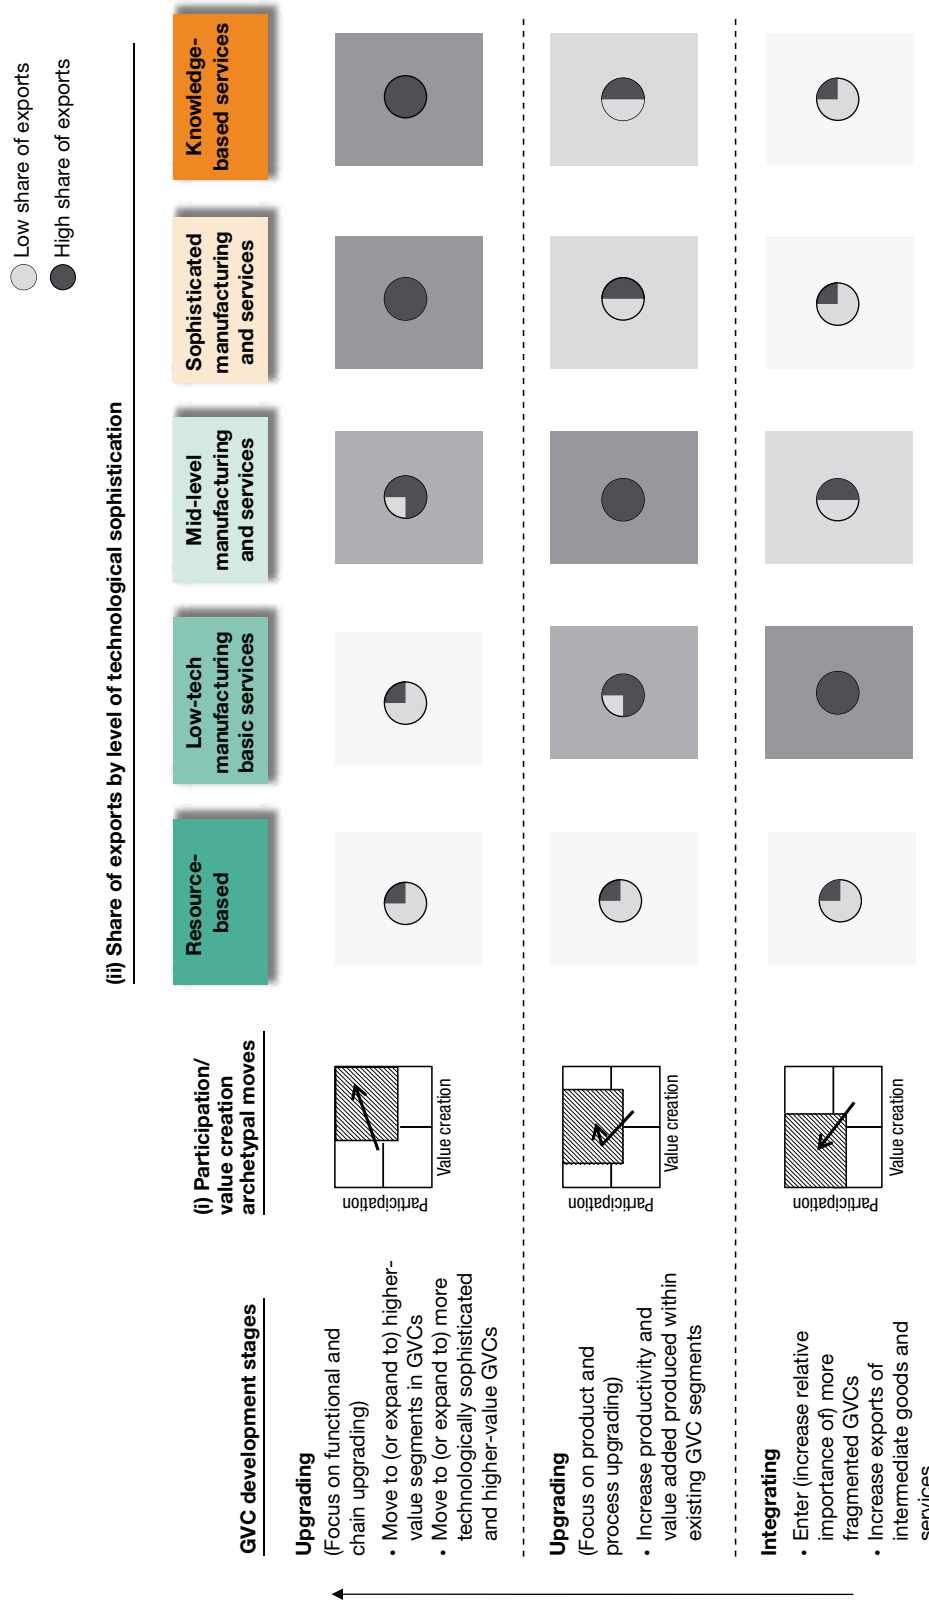 Low share of exports
High share of exports
(ii) Share of exports by level of technological sophistication
GVC development stages
(i) Participation/
value creation
archetypal moves
Resource-
based
Low-tech
manufacturing
basic services
Mid-level
manufacturing
and services
Sophisticated
manufacturing
and services
Knowledge-
based services
Upgrading
(Focus on functional and
chain upgrading)
• Move to (or expand to) higher-
value segments in GVCs
• Move to (or expand to) more
technologically sophisticated
and higher-value GVCs
Participation
Value creation
Upgrading
(Focus on product and
process upgrading)
• Increase productivity and
value added produced within
existing GVC segments
Participation
Value creation
Integrating
• Enter (increase relative
importance of) more
fragmented GVCs
• Increase exports of
intermediate goods and
services
Participation
Value creation